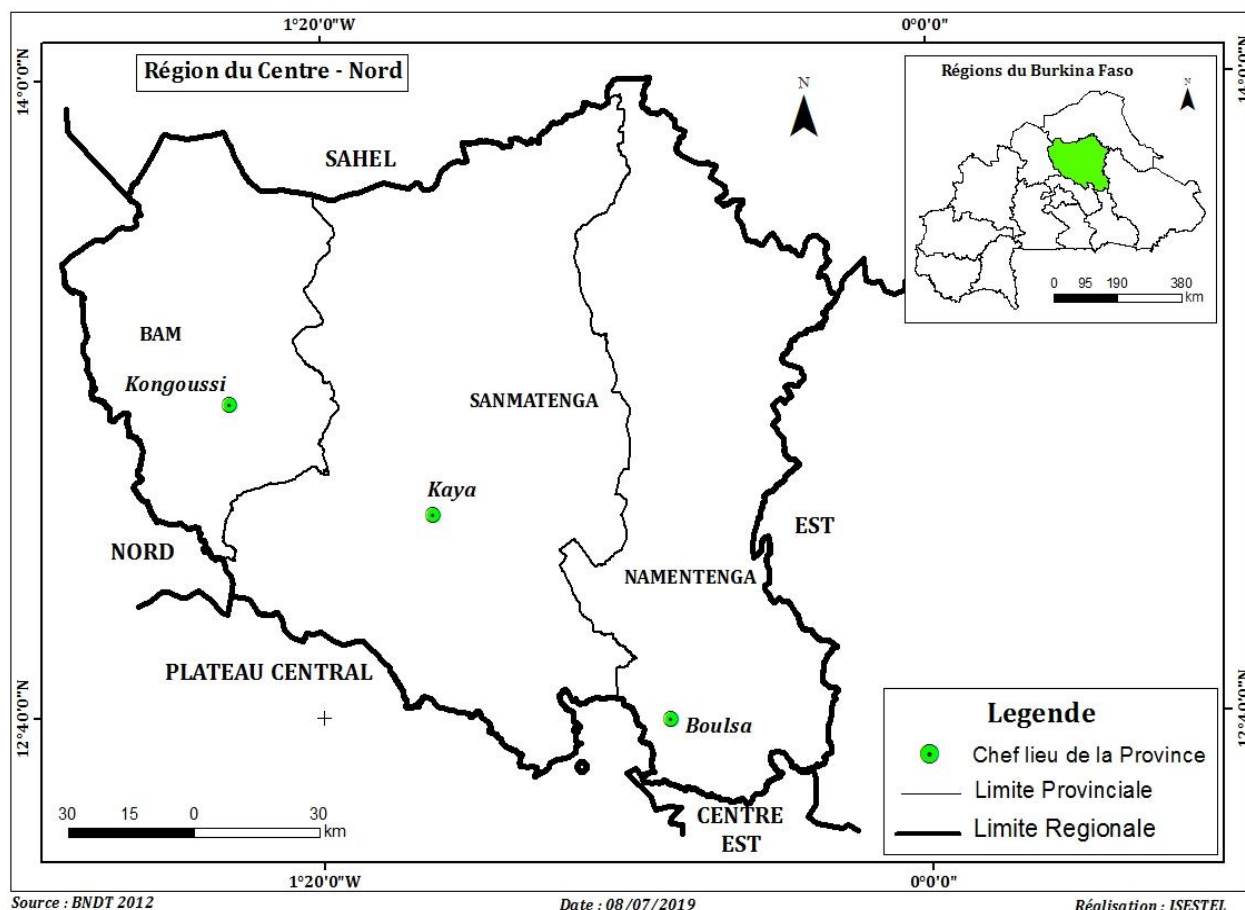 1°20'0"W
0°0'0"
14°0'0"N
14°0'0"N
Région du Centre - Nord
N
Régions du Burkina Faso
N
0 95 190 380
km
SAHEL
BAM
Kongoussi
SANMATENGA
Kaya
NORD
EST
NAMENTENGA
PLATEAU CENTRAL
Boulsa
12°40'0"N
12°40'0"N
CENTRE
EST
30 15 0 30
km
Legende
Chef lieu de la Province
Limite Provinciale
Limite Regionale
1°20'0"W
0°0'0"
Source : BNDT 2012
Date : 08/07/2019
Réalisation : ISESTEL